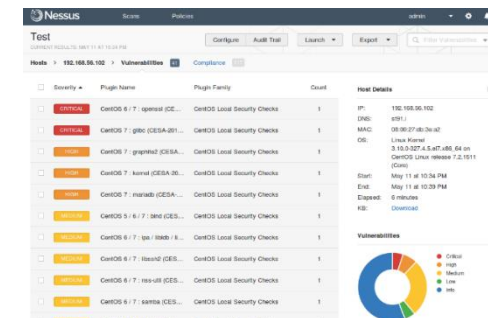 Nessus Scans Policies admin
Test
CURRENT RESULTS: MAY 11 AT 10:34 PM
Configure Audit Trail Launch Export Filter Vulnerabilities
Hosts > 192.168.56.102 > Vulnerabilities 41 Compliance
Severity Plugin Name Plugin Family Count
CRITICAL CentOS 6 / 7 : openssl (CE... CentOS Local Security Checks 1
CRITICAL CentOS 7 : glibc (CESA-201... CentOS Local Security Checks 1
HIGH CentOS 7 : graphite2 (CESA... CentOS Local Security Checks 1
HIGH CentOS 7 : kernel (CESA-20... CentOS Local Security Checks 1
HIGH CentOS 7 : mariadb (CESA-... CentOS Local Security Checks 1
MEDIUM CentOS 5 / 6 / 7 : bind (CES... CentOS Local Security Checks 1
MEDIUM CentOS 6 / 7 : ipa / libldb / li... CentOS Local Security Checks 1
MEDIUM CentOS 6 / 7 : libssh2 (CES... CentOS Local Security Checks 1
MEDIUM CentOS 6 / 7 : nss-util (CES... CentOS Local Security Checks 1
MEDIUM CentOS 6 / 7 : samba (CES... CentOS Local Security Checks 1
Host Details
IP: 192.168.56.102
DNS:
MAC: 08:00:27:db:3e:a2
OS: Linux Kernel
3.10.0-327.4.5.el7.x86_64 on
CentOS Linux release 7.2.1511
(Core)
Start: May 11 at 10:34 PM
End: May 11 at 10:39 PM
Elapsed: 6 minutes
KB: Download
Vulnerabilities
Critical
High
Medium
Low
Info